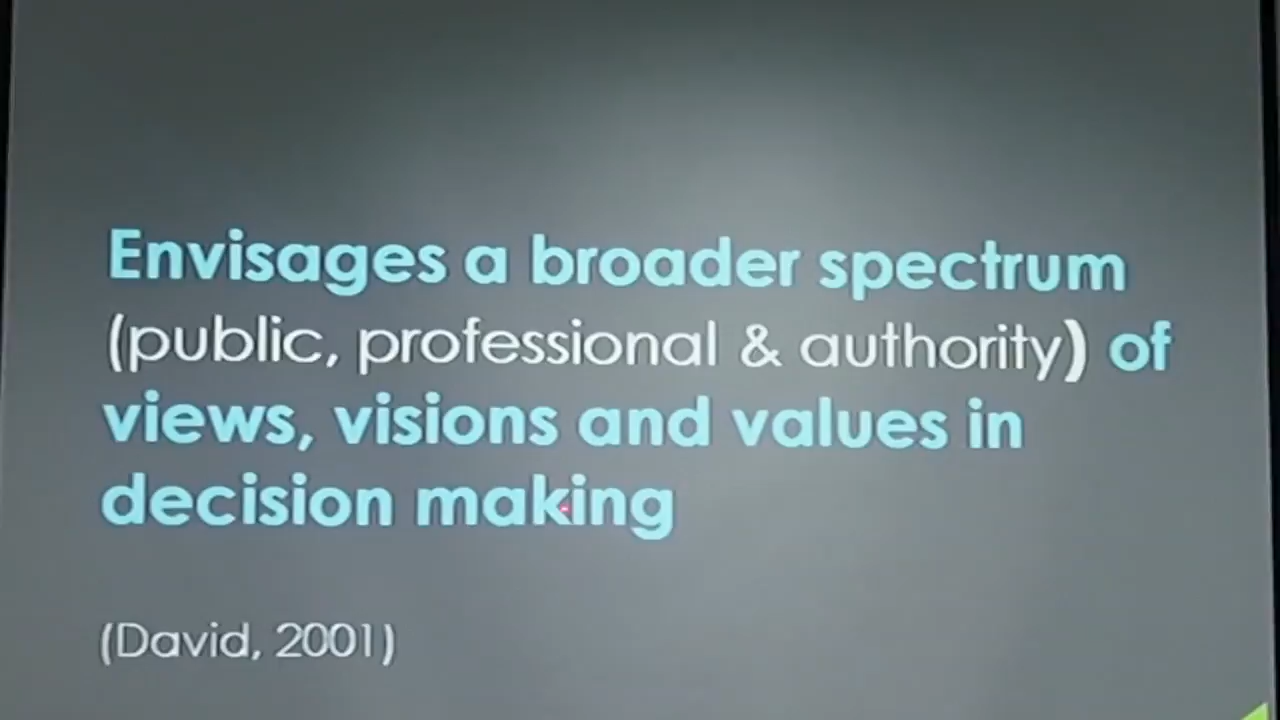 Envisages a broader spectrum
(public, professional & authority) of
views, visions and values in
decision making
(David, 2001)